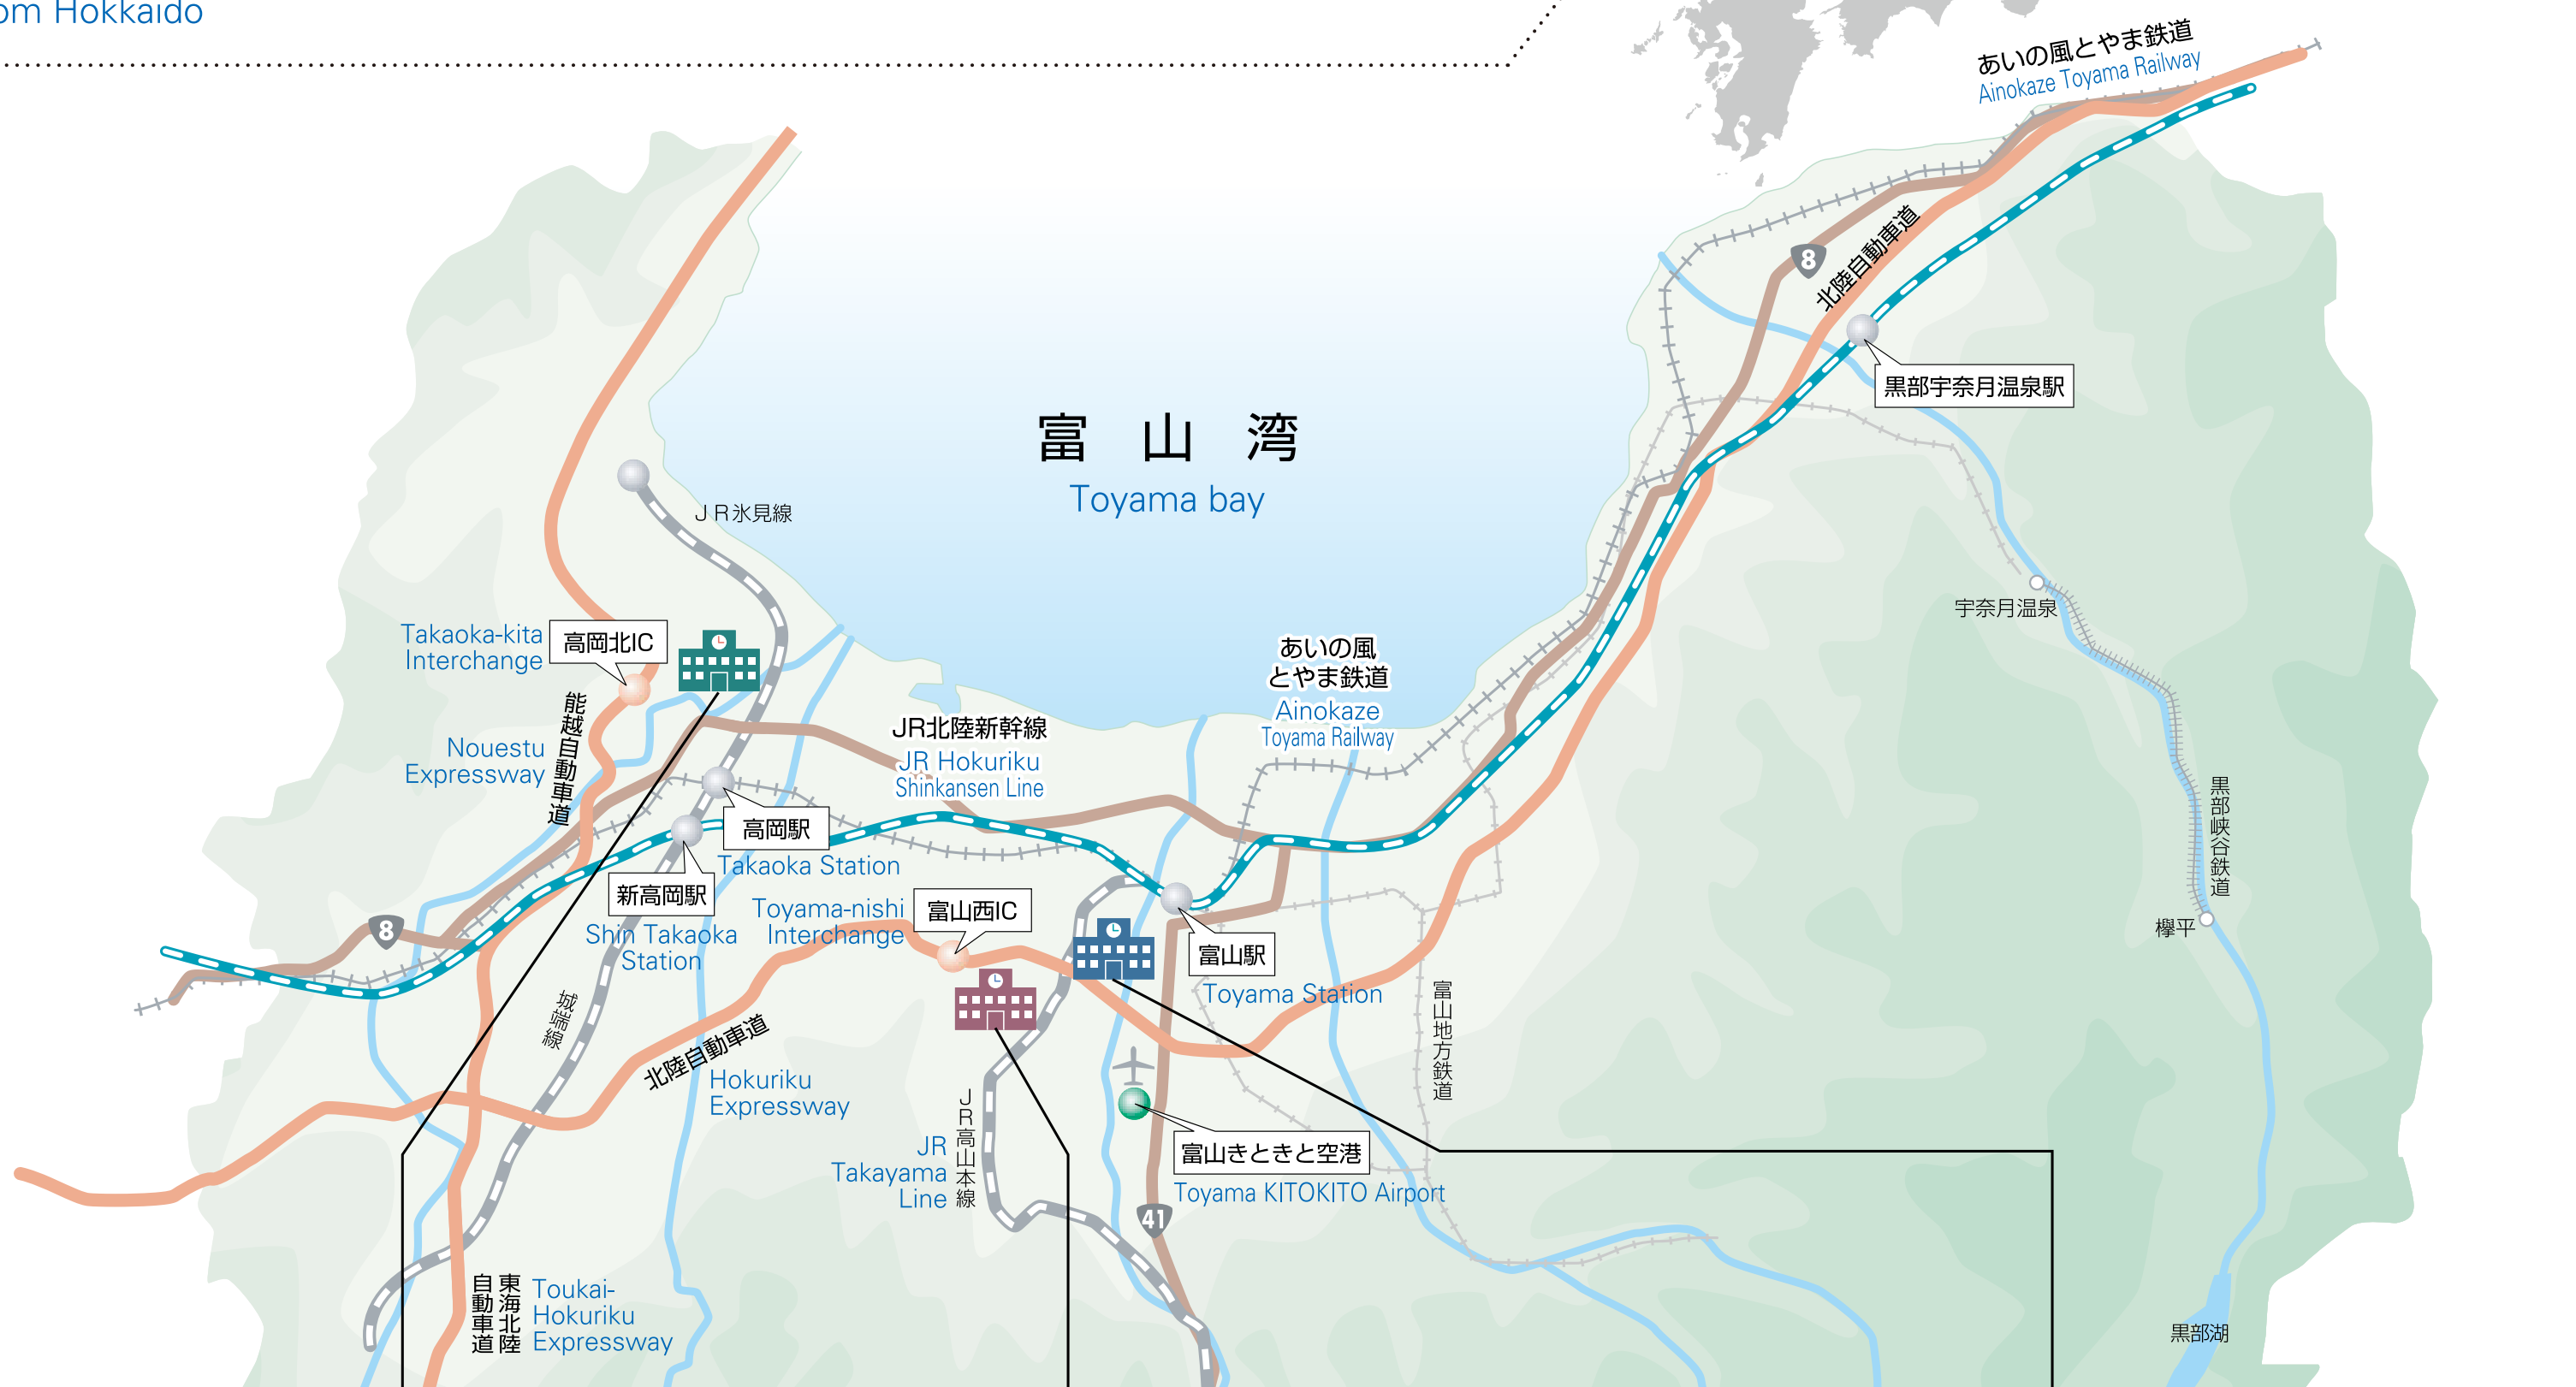 om Hokkaido
あいの風とやま鉄道
Ainokaze Toyama Railway
8
北陸自動車道
黒部宇奈月温泉駅
富山湾
Toyama bay
JR氷見線
宇奈月温泉
Takaoka-kita
Interchange
高岡北IC
あいの風
とやま鉄道
Ainokaze
Toyama Railway
能越自動車道
Nouestu
Expressway
JR北陸新幹線
JR Hokuriku
Shinkansen Line
黒部峡谷鉄道
高岡駅
Takaoka Station
新高岡駅
Shin Takaoka
Station
Toyama-nishi
Interchange
富山西IC
8
欅平
富山駅
Toyama Station
城端線
富山地方鉄道
北陸自動車道
Hokuriku
Expressway
JR高山本線
JR
Takayama
Line
富山きときと空港
Toyama KITOKITO Airport
41
東海北陸
自動車道
Toukai-
Hokuriku
Expressway
黒部湖